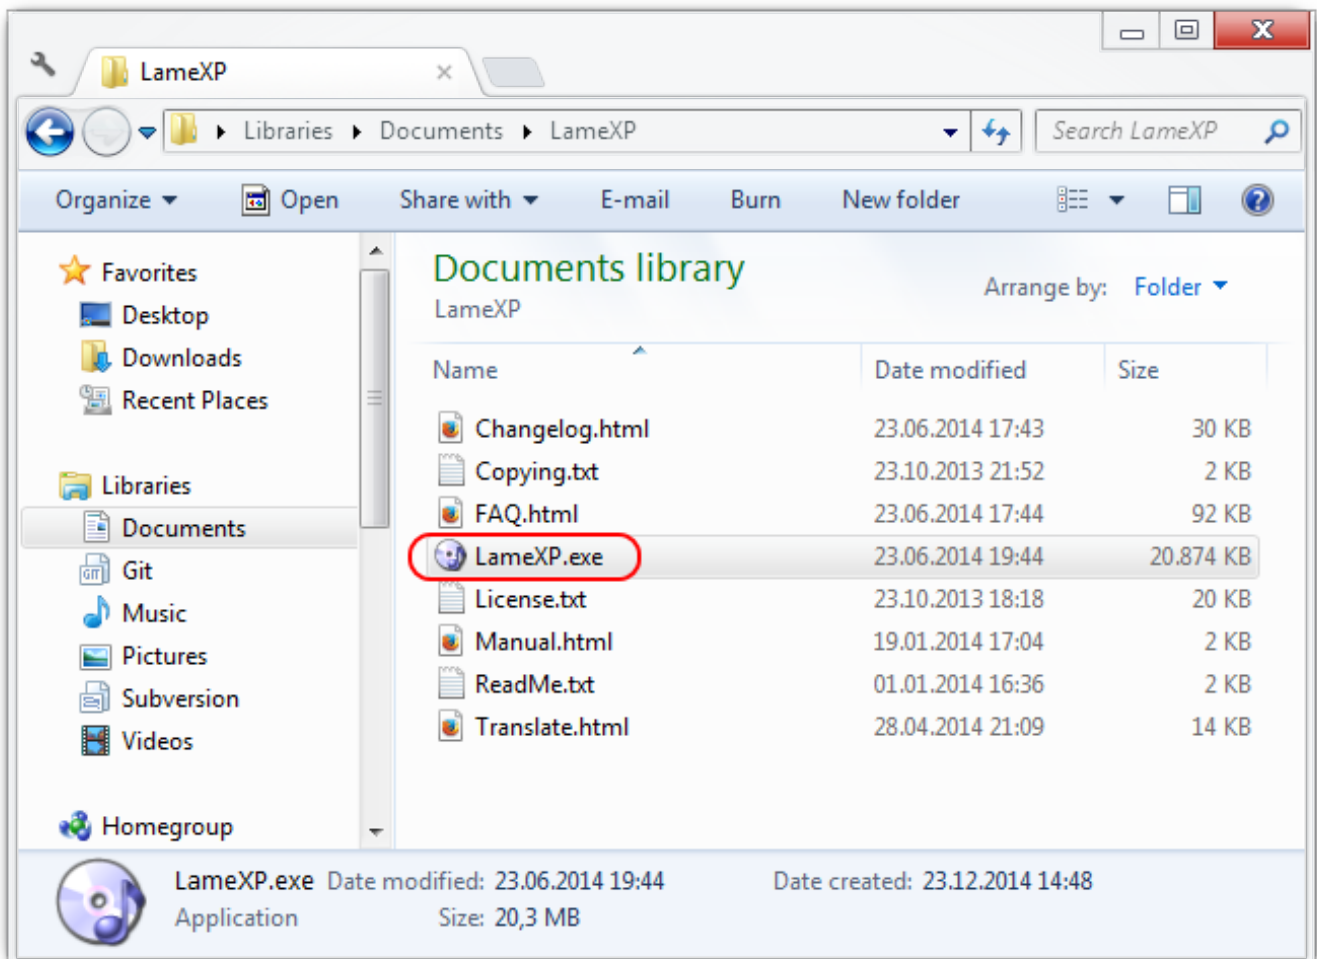 LameXP
Libraries Documents LameXP Search LameXP
Organize Open Share with E-mail Burn New folder
Favorites
Desktop
Downloads
Recent Places
Libraries
Documents
Git
Music
Pictures
Subversion
Videos
Homegroup
Documents library
LameXP
Arrange by: Folder
Name Date modified Size
Changelog.html 23.06.2014 17:43 30 KB
Copying.txt 23.10.2013 21:52 2 KB
FAQ.html 23.06.2014 17:44 92 KB
LameXP.exe 23.06.2014 19:44 20.874 KB
License.txt 23.10.2013 18:18 20 KB
Manual.html 19.01.2014 17:04 2 KB
ReadMe.txt 01.01.2014 16:36 2 KB
Translate.html 28.04.2014 21:09 14 KB
LameXP.exe Date modified: 23.06.2014 19:44 Date created: 23.12.2014 14:48
Application Size: 20,3 MB